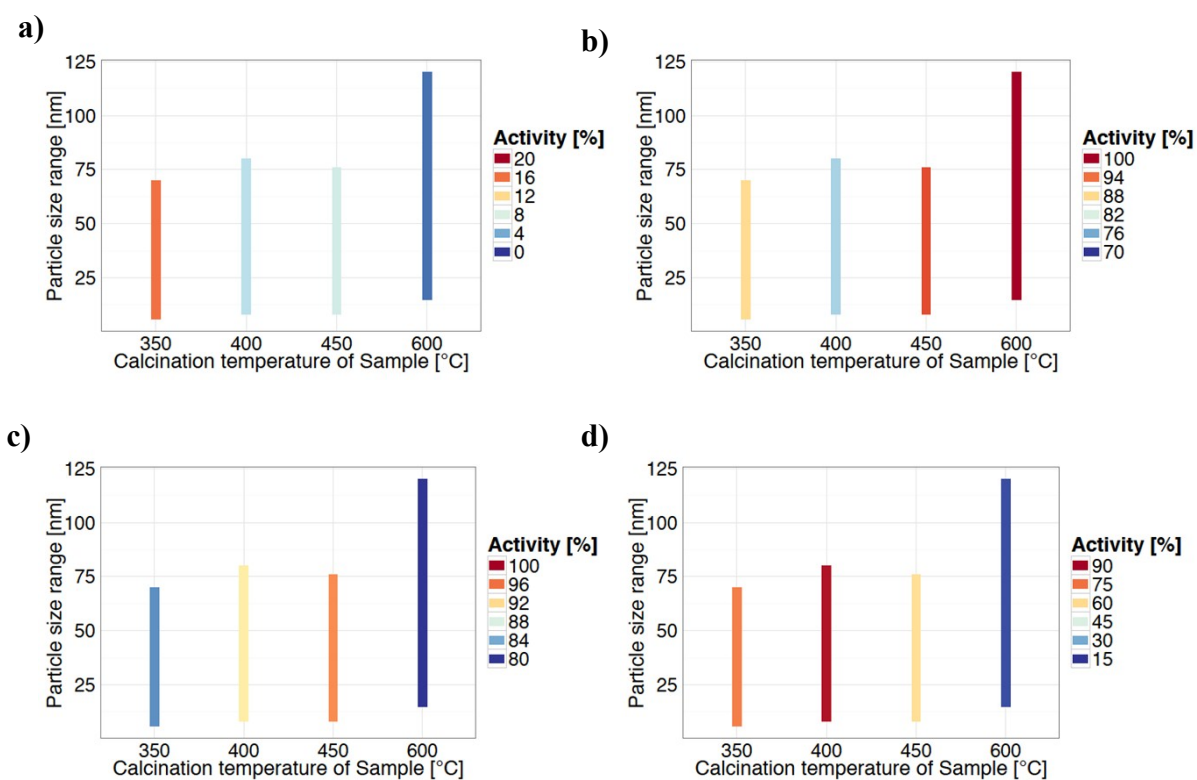 a)
Particle size range [nm]
125
100
75
50
25
350 400 450 600
Calcination temperature of Sample [°C]
Activity [%]
20
16
12
8
4
0
b)
Particle size range [nm]
125
100
75
50
25
350 400 450 600
Calcination temperature of Sample [°C]
Activity [%]
100
94
88
82
76
70
c)
Particle size range [nm]
125
100
75
50
25
350 400 450 600
Calcination temperature of Sample [°C]
Activity [%]
100
96
92
88
84
80
d)
Particle size range [nm]
125
100
75
50
25
350 400 450 600
Calcination temperature of Sample [°C]
Activity [%]
90
75
60
45
30
15